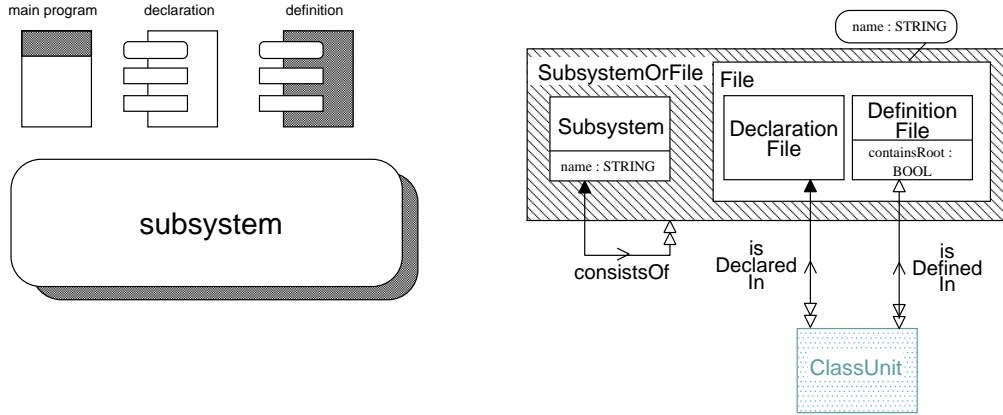 main program
declaration
definition
subsystem
name : STRING
SubsystemOrFile
File
Subsystem
name : STRING
Declaration
File
Definition
File
containsRoot :
BOOL
consistsOf
is
Declared
In
is
Defined
In
ClassUnit